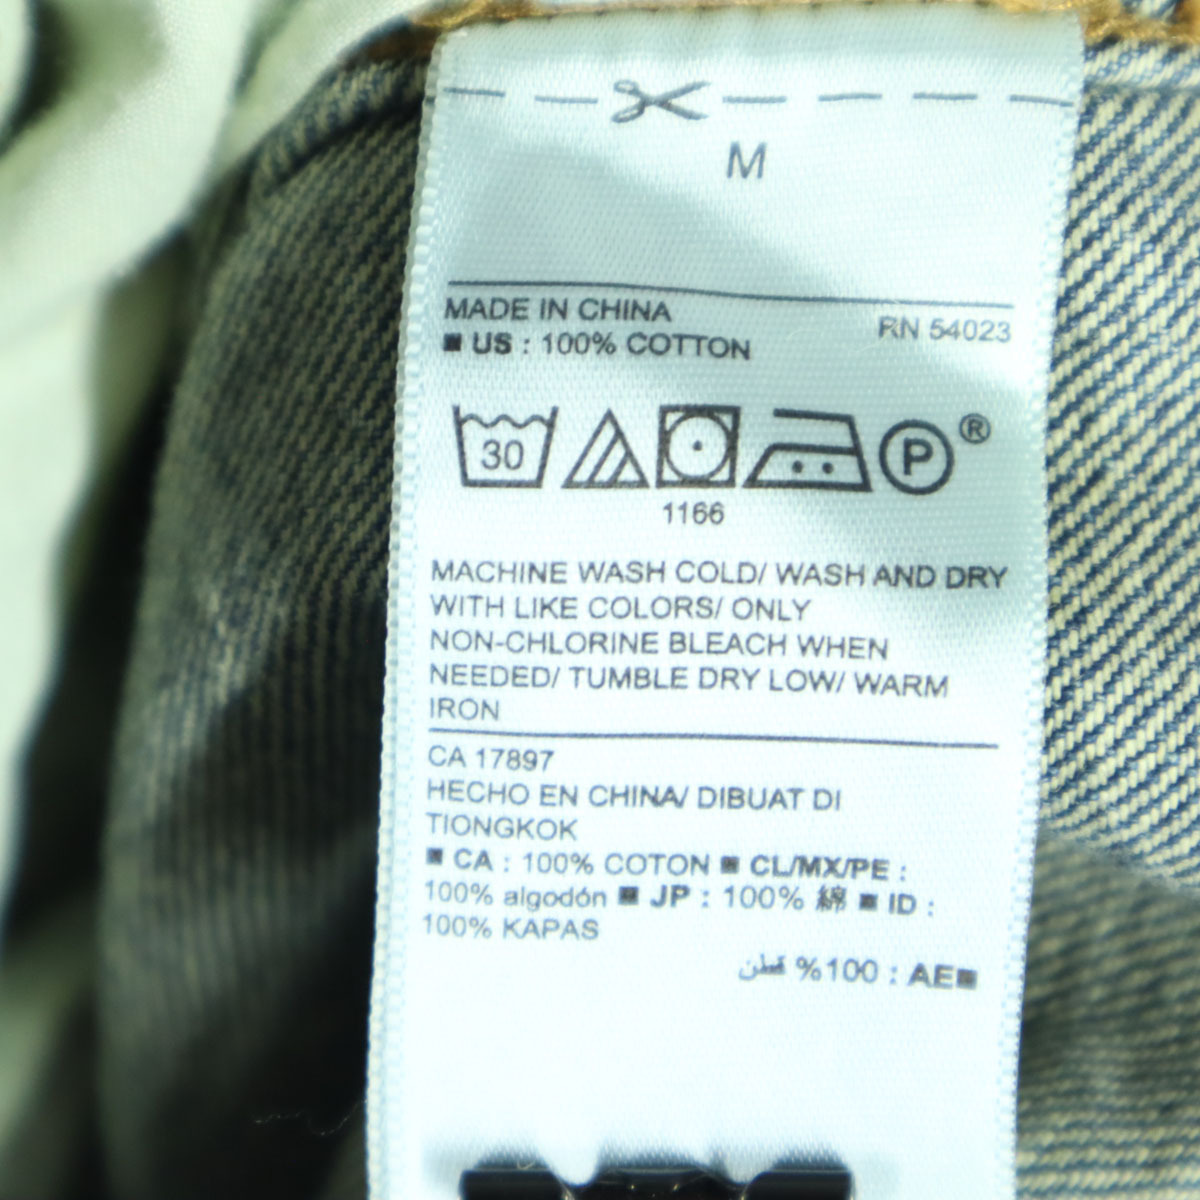 M
MADE IN CHINA
RN 54023
■ US : 100% COTTON
30
P ®
1166
MACHINE WASH COLD/ WASH AND DRY
WITH LIKE COLORS/ ONLY
NON-CHLORINE BLEACH WHEN
NEEDED/ TUMBLE DRY LOW/ WARM
IRON
CA 17897
HECHO EN CHINA/ DIBUAT DI
TIONGKOK
■ CA : 100% COTON ■ CL/MX/PE :
100% algodón ■ JP : 100% 綿 ■ ID :
100% KAPAS
■AE : 100% قطن